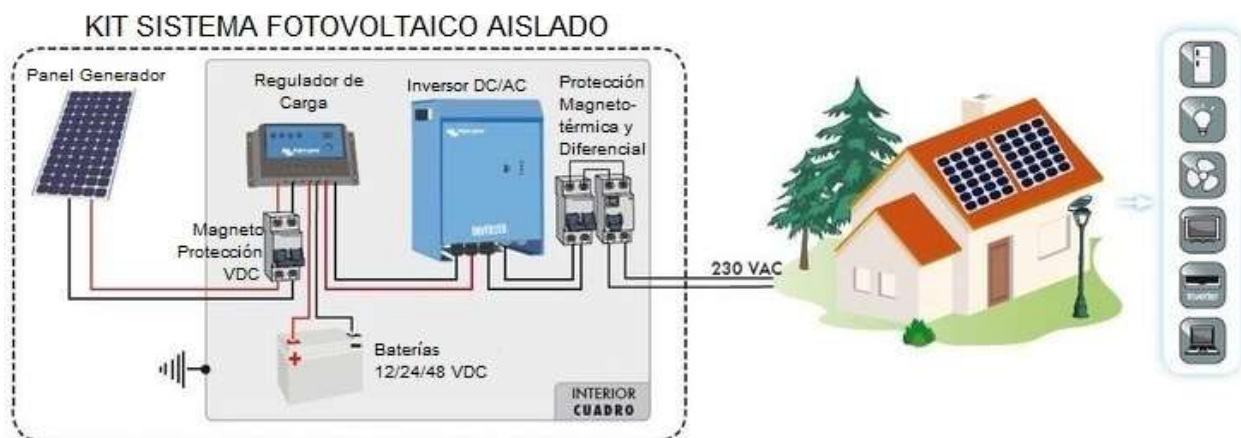 KIT SISTEMA FOTOVOLTAICO AISLADO
Panel Generador
Regulador de
Carga
Inversor DC/AC
Protección
Magneto-
térmica y
Diferencial
Magneto
Protección
VDC
230 VAC
Baterías
12/24/48 VDC
INTERIOR
CUADRO
inverter